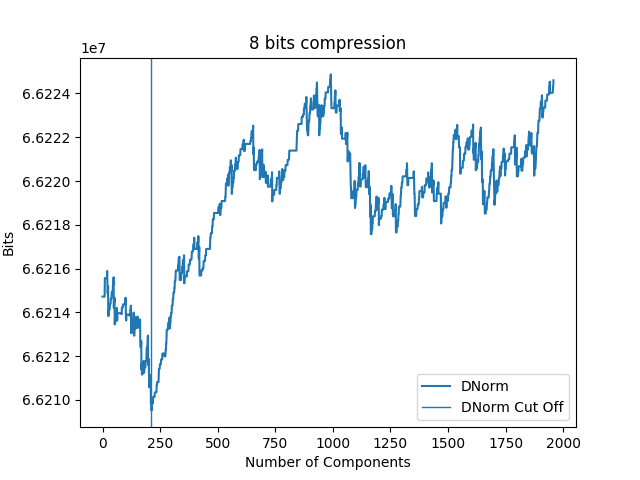 8 bits compression
1e7
6.6224
6.6222
6.6220
6.6218
6.6216
6.6214
6.6212
6.6210
Bits
DNorm
DNorm Cut Off
0 250 500 750 1000 1250 1500 1750 2000
Number of Components